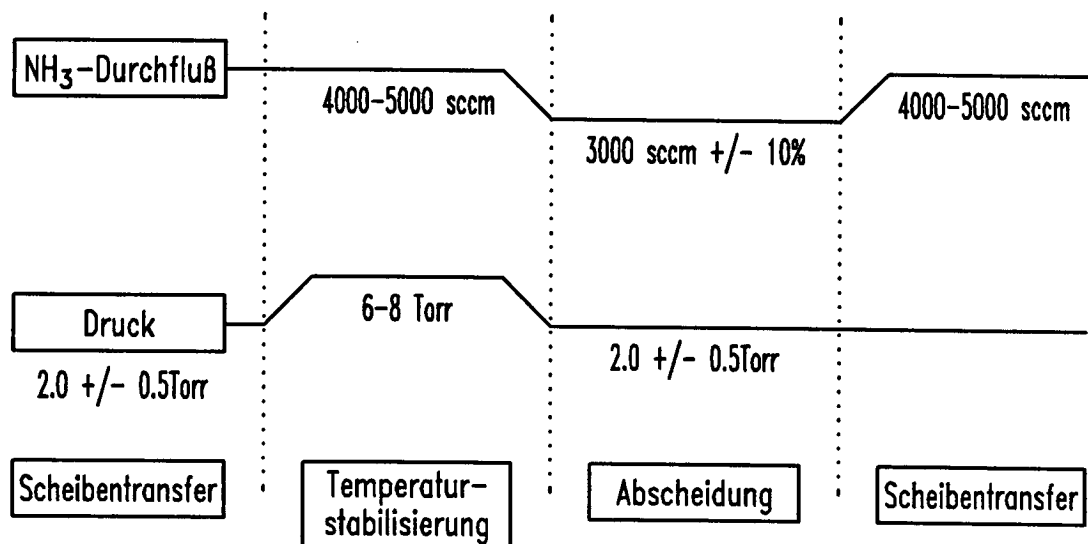 NH3-Durchfluß
4000-5000 sccm
3000 sccm +/- 10%
4000-5000 sccm
Druck
6-8 Torr
2.0 +/- 0.5Torr
2.0 +/- 0.5Torr
Scheibentransfer
Temperatur-
stabilisierung
Abscheidung
Scheibentransfer